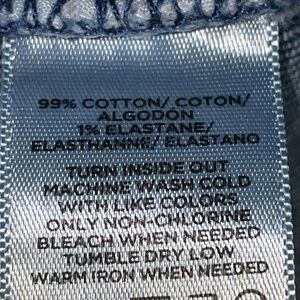 99% COTTON/ COTON/
ALGODON
1% ELASTANE/
ELASTHANNE/ ELASTANO
TURN INSIDE OUT
MACHINE WASH COLD
WITH LIKE COLORS
ONLY NON-CHLORINE
BLEACH WHEN NEEDED
TUMBLE DRY LOW
WARM IRON WHEN NEEDED